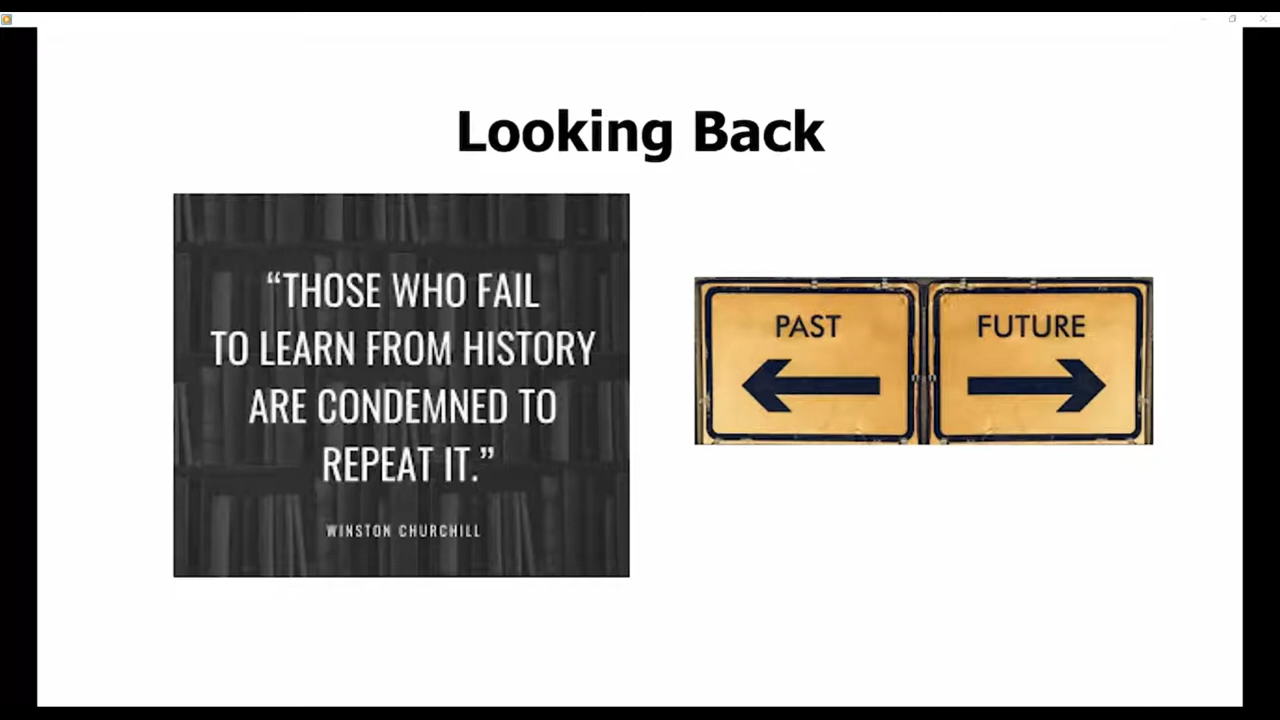 Looking Back
“THOSE WHO FAIL
TO LEARN FROM HISTORY
ARE CONDEMNED TO
REPEAT IT.”
WINSTON CHURCHILL
PAST
FUTURE